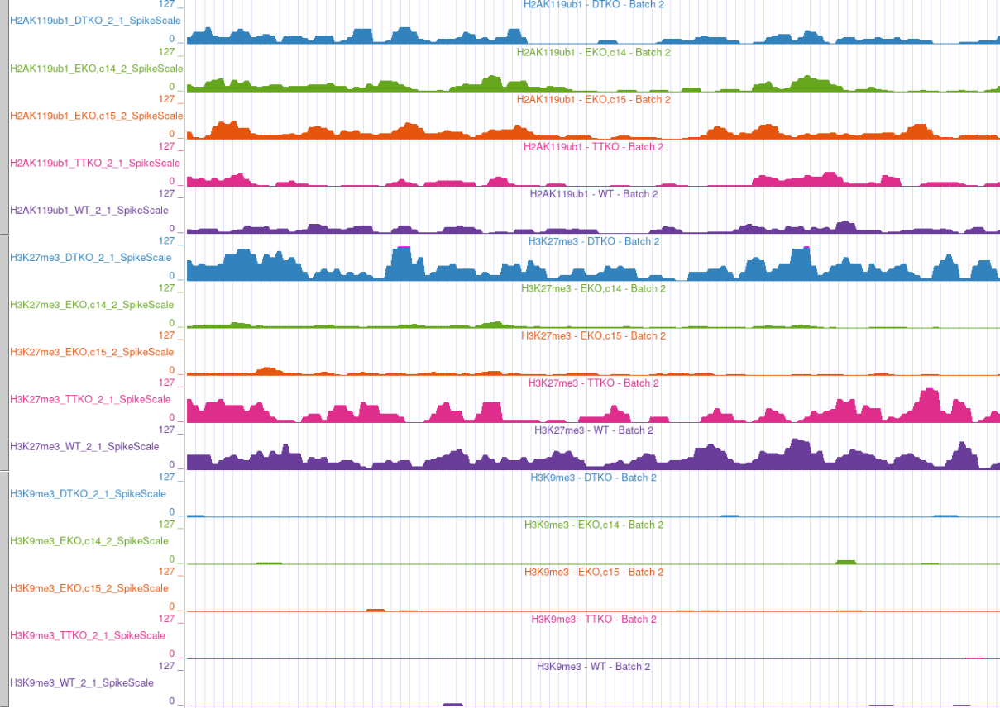 127
H2AK119ub1 - DTKO - Batch 2
H2AK119ub1_DTKO_2_1_SpikeScale
0
127
H2AK119ub1 - EKO,c14 - Batch 2
H2AK119ub1_EKO,c14_2_SpikeScale
0
127
H2AK119ub1 - EKO,c15 - Batch 2
H2AK119ub1_EKO,c15_2_SpikeScale
0
127
H2AK119ub1 - TTKO - Batch 2
H2AK119ub1_TTKO_2_1_SpikeScale
0
127
H2AK119ub1 - WT - Batch 2
H2AK119ub1_WT_2_1_SpikeScale
0
127
H3K27me3 - DTKO - Batch 2
H3K27me3_DTKO_2_1_SpikeScale
0
127
H3K27me3 - EKO,c14 - Batch 2
H3K27me3_EKO,c14_2_SpikeScale
0
127
H3K27me3 - EKO,c15 - Batch 2
H3K27me3_EKO,c15_2_SpikeScale
0
127
H3K27me3 - TTKO - Batch 2
H3K27me3_TTKO_2_1_SpikeScale
0
127
H3K27me3 - WT - Batch 2
H3K27me3_WT_2_1_SpikeScale
0
127
H3K9me3 - DTKO - Batch 2
H3K9me3_DTKO_2_1_SpikeScale
0
127
H3K9me3 - EKO,c14 - Batch 2
H3K9me3_EKO,c14_2_SpikeScale
0
127
H3K9me3 - EKO,c15 - Batch 2
H3K9me3_EKO,c15_2_SpikeScale
0
127
H3K9me3 - TTKO - Batch 2
H3K9me3_TTKO_2_1_SpikeScale
0
127
H3K9me3 - WT - Batch 2
H3K9me3_WT_2_1_SpikeScale
0